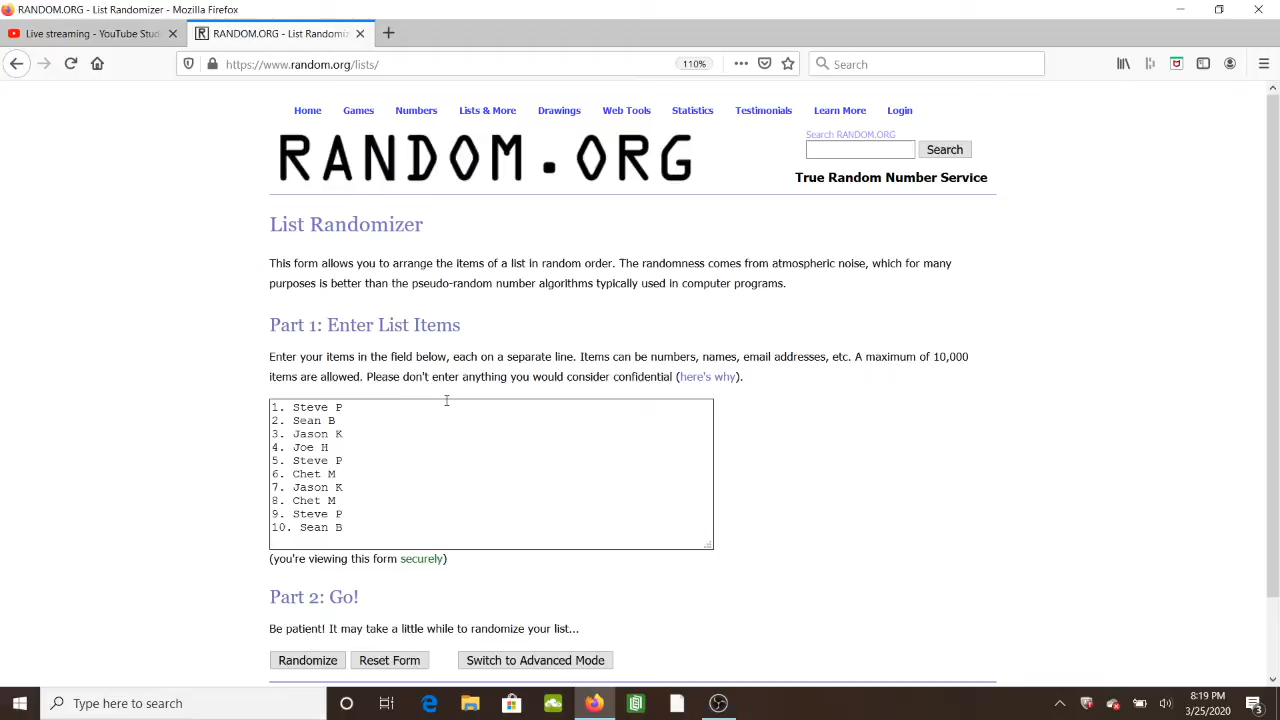 RANDOM.ORG - List Randomizer - Mozilla Firefox
Live streaming - YouTube Stud
RANDOM.ORG - List Randomiz
https://www.random.org/lists/
110%
Search
Home Games Numbers Lists & More Drawings Web Tools Statistics Testimonials Learn More Login
RANDOM.ORG
Search RANDOM.ORG
Search
True Random Number Service
List Randomizer
This form allows you to arrange the items of a list in random order. The randomness comes from atmospheric noise, which for many
purposes is better than the pseudo-random number algorithms typically used in computer programs.
Part 1: Enter List Items
Enter your items in the field below, each on a separate line. Items can be numbers, names, email addresses, etc. A maximum of 10,000
items are allowed. Please don't enter anything you would consider confidential (here's why).
1. Steve P
2. Sean B
3. Jason K
4. Joe H
5. Steve P
6. Chet M
7. Jason K
8. Chet M
9. Steve P
10. Sean B
(you're viewing this form securely)
Part 2: Go!
Be patient! It may take a little while to randomize your list...
Randomize Reset Form Switch to Advanced Mode
Type here to search
8:19 PM
3/25/2020
3